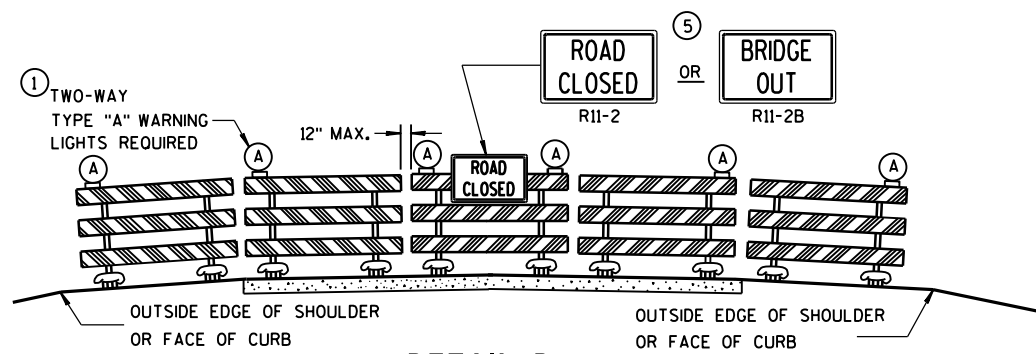 5
ROAD
CLOSED
OR
BRIDGE
OUT
R11-2
R11-2B
1
TWO-WAY
TYPE "A" WARNING
LIGHTS REQUIRED
12" MAX.
A
A
A
A
A
A
ROAD
CLOSED
OUTSIDE EDGE OF SHOULDER
OR FACE OF CURB
OUTSIDE EDGE OF SHOULDER
OR FACE OF CURB